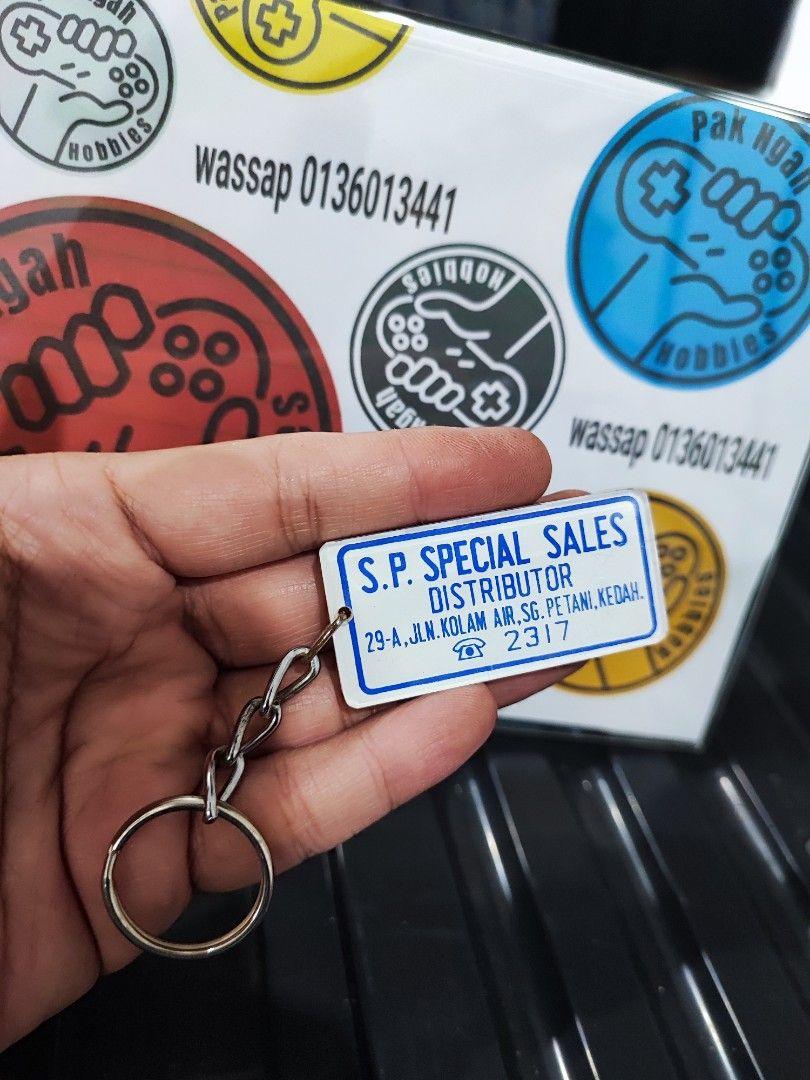 Hobbies
Pak Ngah
wassap 0136013441
Hobbies
Hobbies
wassap 0136013441
S.P. SPECIAL SALES
DISTRIBUTOR
29-A,JLN.KOLAM AIR,SG.PETANI,KEDAH.
☎ 2317
Hobbies